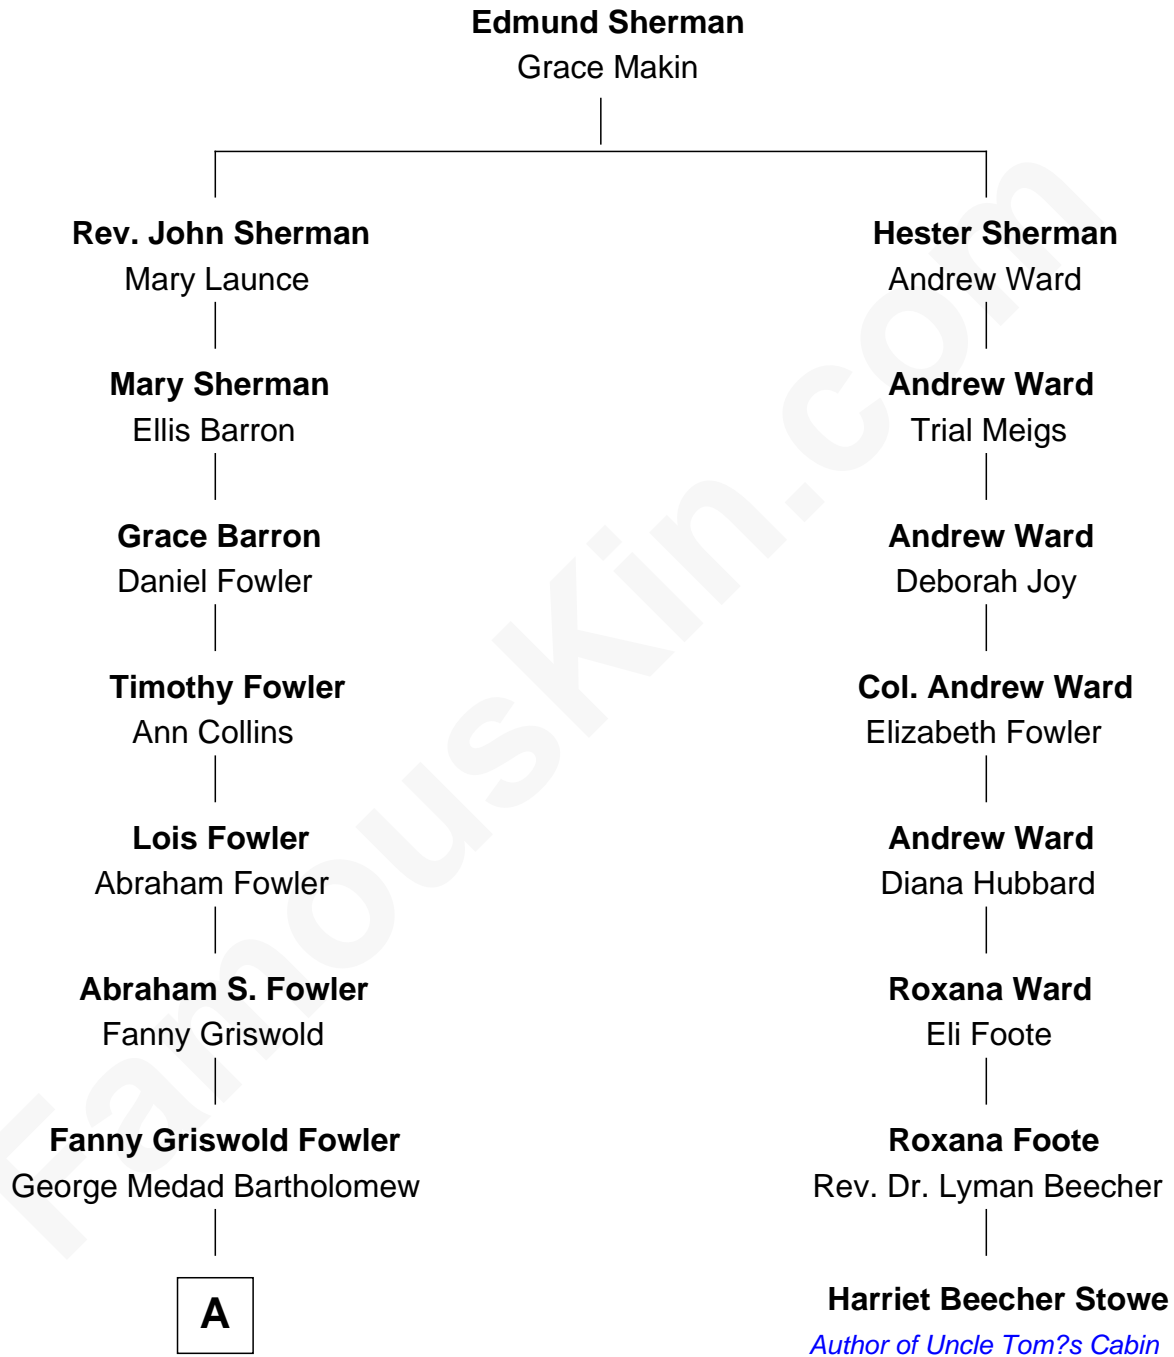 Edmund Sherman
Grace Makin
Rev. John Sherman
Mary Launce
Hester Sherman
Andrew Ward
Mary Sherman
Ellis Barron
Andrew Ward
Trial Meigs
Grace Barron
Daniel Fowler
Andrew Ward
Deborah Joy
Timothy Fowler
Ann Collins
Col. Andrew Ward
Elizabeth Fowler
Lois Fowler
Abraham Fowler
Andrew Ward
Diana Hubbard
Abraham S. Fowler
Fanny Griswold
Roxana Ward
Eli Foote
Fanny Griswold Fowler
George Medad Bartholomew
Roxana Foote
Rev. Dr. Lyman Beecher
A
Harriet Beecher Stowe
Author of Uncle Tom?s Cabin
FamousKin.com